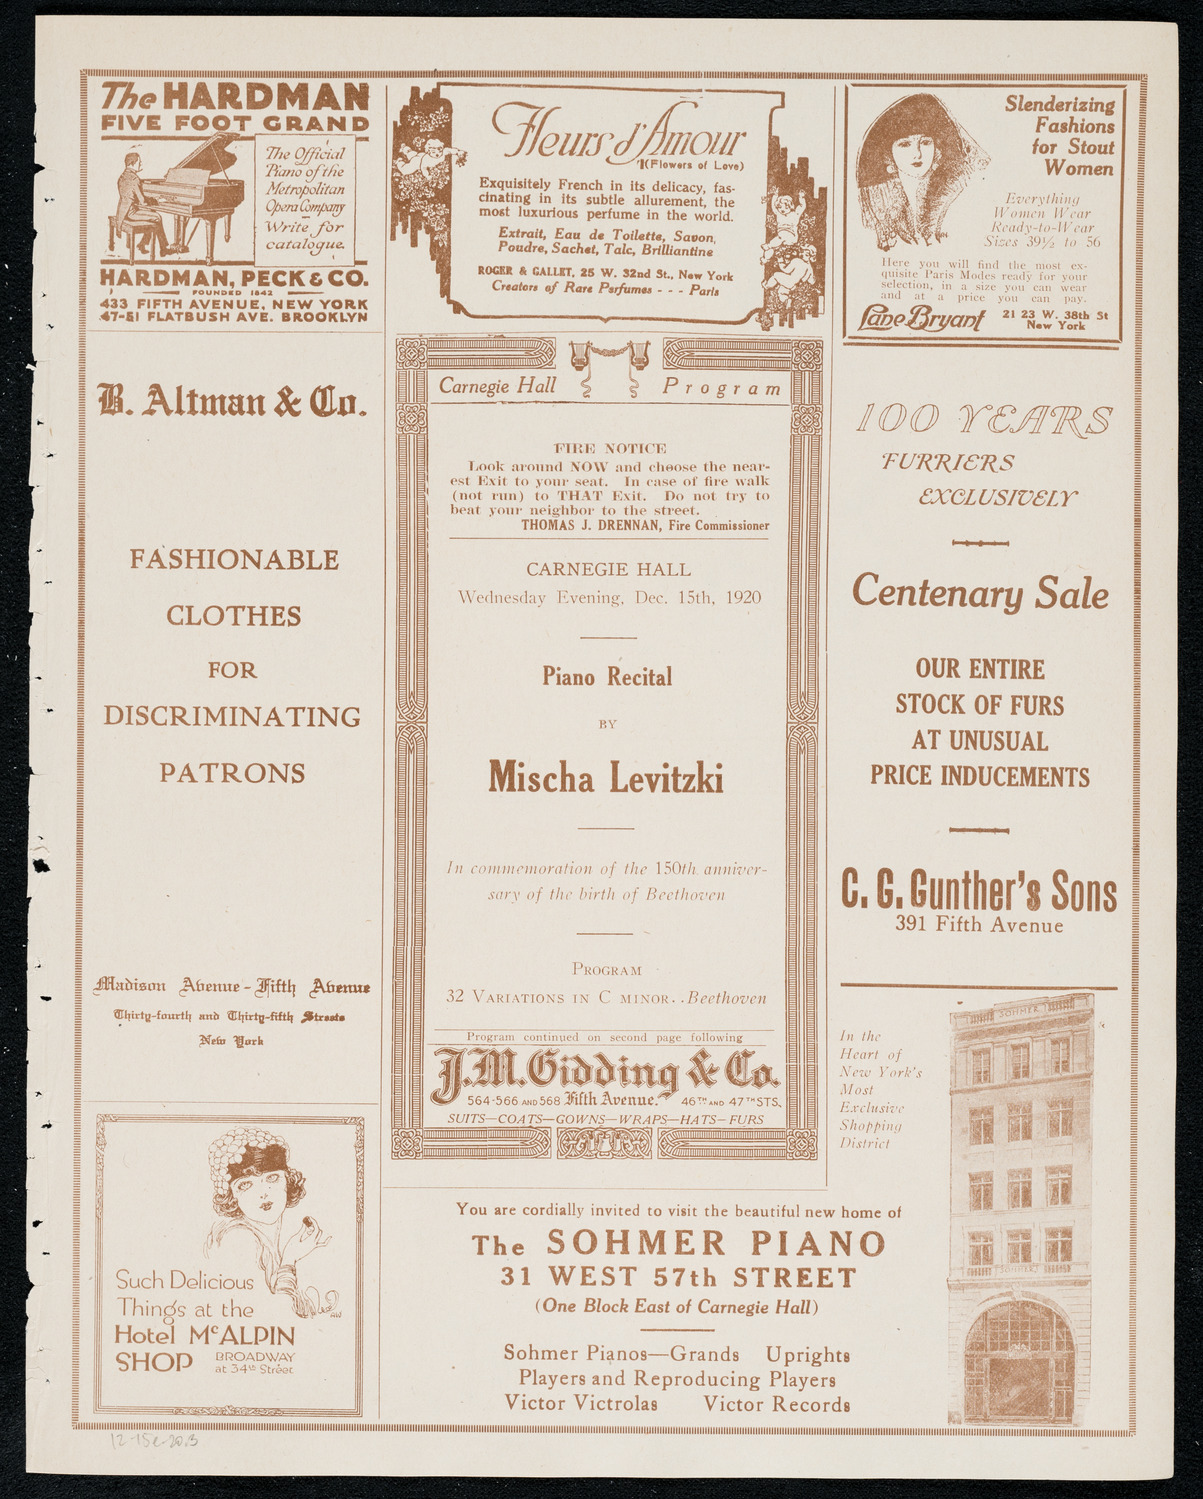 The HARDMAN
FIVE FOOT GRAND
The Official
Piano of the
Metropolitan
Opera Company
Write for
catalogue.
HARDMAN, PECK & CO.
FOUNDED 1842
433 FIFTH AVENUE, NEW YORK
47-51 FLATBUSH AVE. BROOKLYN
B. Altman & Co.
FASHIONABLE
CLOTHES
FOR
DISCRIMINATING
PATRONS
Madison Avenue - Fifth Avenue
Thirty-fourth and Thirty-fifth Streets
New York
Such Delicious
Things at the
Hotel McALPIN
SHOP BROADWAY
at 34th Street
Fleurs d'Amour
(Flowers of Love)
Exquisitely French in its delicacy, fas-
cinating in its subtle allurement, the
most luxurious perfume in the world.
Extrait, Eau de Toilette, Savon,
Poudre, Sachet, Talc, Brilliantine
ROGER & GALLET, 25 W. 32nd St., New York
Creators of Rare Perfumes - - - Paris
Carnegie Hall Program
FIRE NOTICE
Look around NOW and choose the near-
est Exit to your seat. In case of fire walk
(not run) to THAT Exit. Do not try to
beat your neighbor to the street.
THOMAS J. DRENNAN, Fire Commissioner
CARNEGIE HALL
Wednesday Evening, Dec. 15th, 1920
Piano Recital
BY
Mischa Levitzki
In commemoration of the 150th anniver-
sary of the birth of Beethoven
PROGRAM
32 VARIATIONS IN C MINOR..Beethoven
Program continued on second page following
J.M. Gidding & Co.
564-566 AND 568 Fifth Avenue. 46TH AND 47TH STS.
SUITS—COATS—GOWNS—WRAPS—HATS—FURS
Slenderizing
Fashions
for Stout
Women
Everything
Women Wear
Ready-to-Wear
Sizes 39½ to 56
Here you will find the most ex-
quisite Paris Modes ready for your
selection, in a size you can wear
and at a price you can pay.
Lane Bryant 21 23 W. 38th St
New York
100 YEARS
FURRIERS
EXCLUSIVELY
Centenary Sale
OUR ENTIRE
STOCK OF FURS
AT UNUSUAL
PRICE INDUCEMENTS
C. G. Gunther's Sons
391 Fifth Avenue
In the
Heart of
New York's
Most
Exclusive
Shopping
District
SOHMER
SOHMER
You are cordially invited to visit the beautiful new home of
The SOHMER PIANO
31 WEST 57th STREET
(One Block East of Carnegie Hall)
Sohmer Pianos—Grands Uprights
Players and Reproducing Players
Victor Victrolas Victor Records
12-15e-20.3